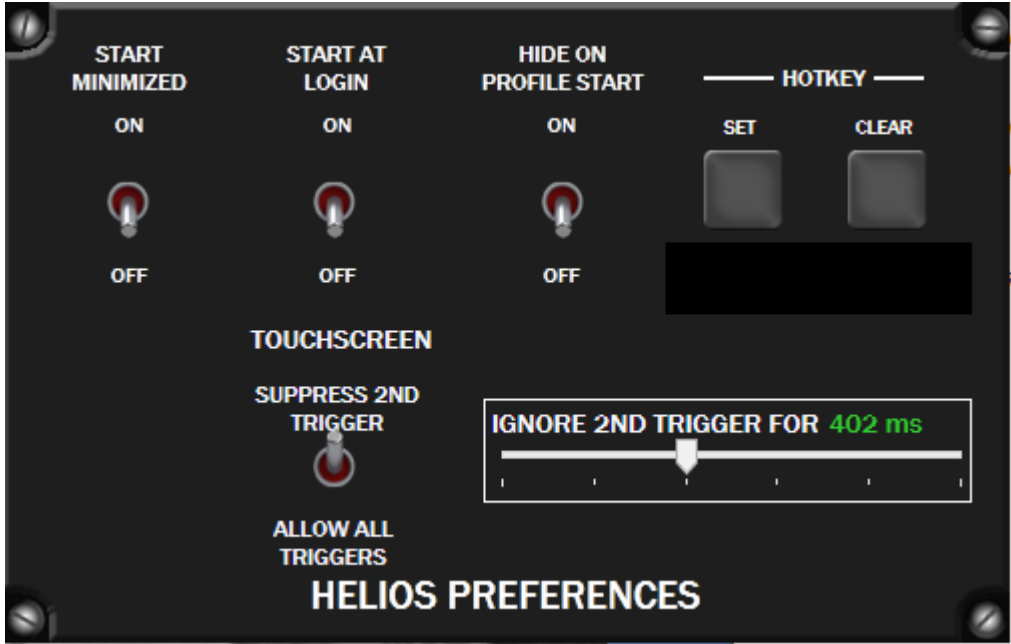 START
MINIMIZED
START AT
LOGIN
HIDE ON
PROFILE START
HOTKEY
ON
ON
ON
SET
CLEAR
OFF
OFF
OFF
TOUCHSCREEN
SUPPRESS 2ND
TRIGGER
IGNORE 2ND TRIGGER FOR 402 ms
ALLOW ALL
TRIGGERS
HELIOS PREFERENCES